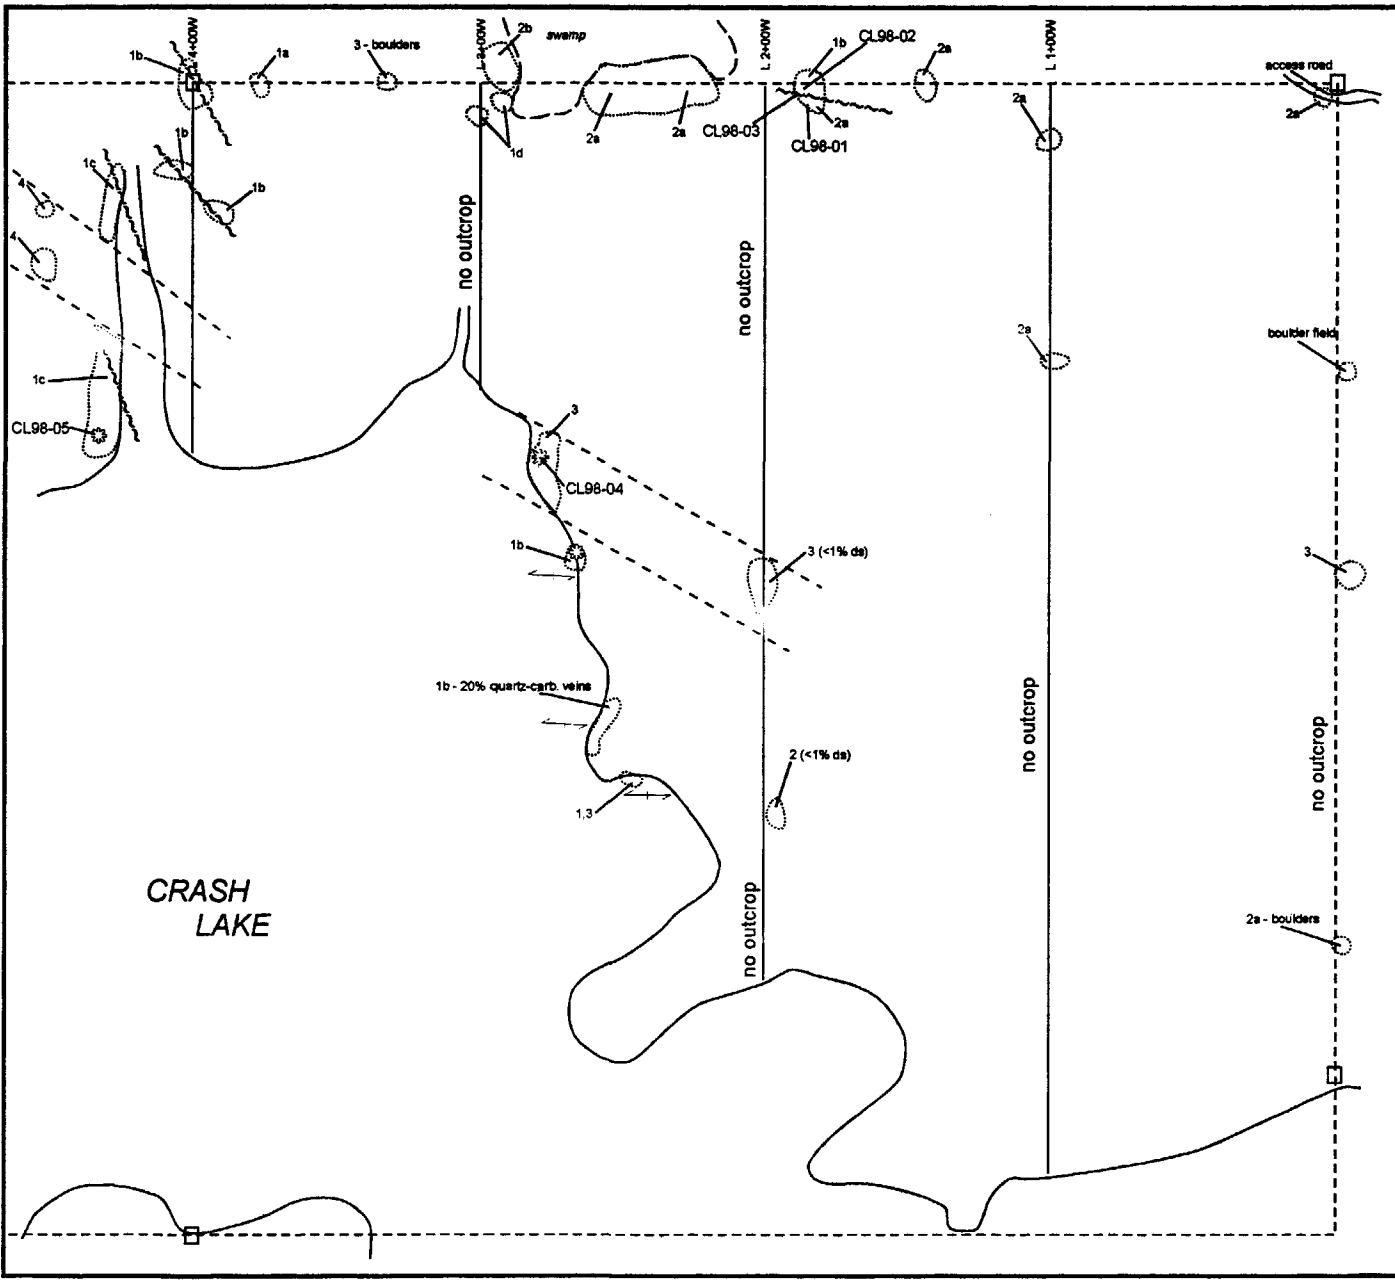 L 4+00W
L 3+00W
L 2+00W
L 1+00W
1b
1a
3 - boulders
2b
swamp
1b
CL98-02
2a
access road
2a
2a
2a
1d
CL98-03
2a
CL98-01
2a
1b
1c
1b
4
4
no outcrop
no outcrop
2a
boulder field
1c
CL98-05
3
CL98-04
1b
3 (<1% ds)
3
1b - 20% quartz-carb. veins
no outcrop
no outcrop
2 (<1% ds)
1,3
CRASH
LAKE
no outcrop
2a - boulders